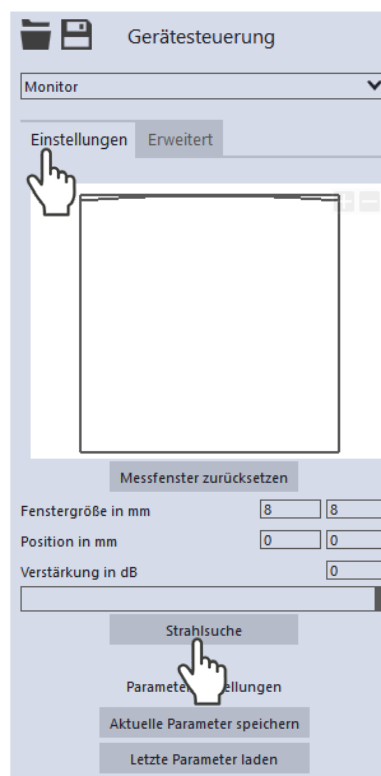 Gerätesteuerung
Monitor
Einstellungen Erweitert
Messfenster zurücksetzen
Fenstergröße in mm 8 8
Position in mm 0 0
Verstärkung in dB 0
Strahlsuche
Aktuelle Parameter speichern
Letzte Parameter laden